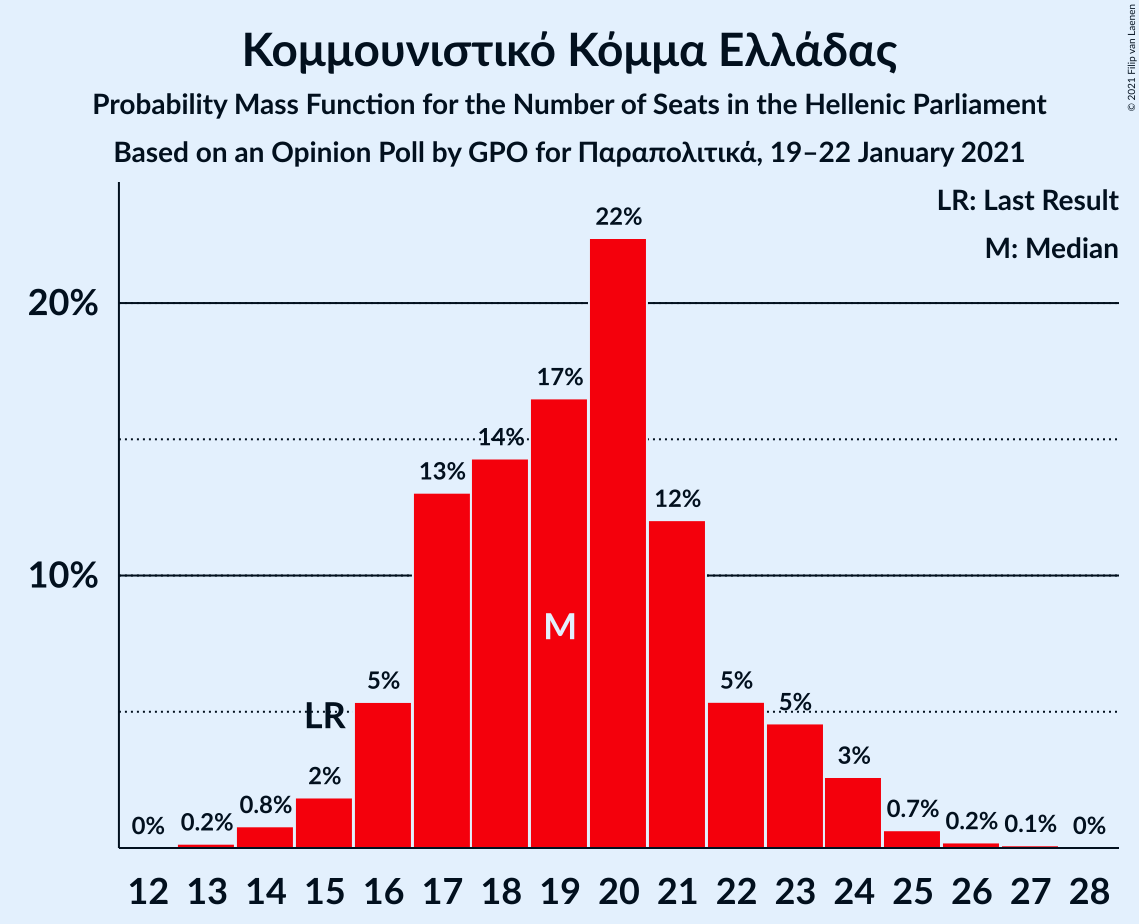 Κομμουνιστικό Κόμμα Ελλάδας
Probability Mass Function for the Number of Seats in the Hellenic Parliament
Based on an Opinion Poll by GPO for Παραπολιτικά, 19–22 January 2021
© 2021 Filip van Laenen
LR: Last Result
M: Median
20%
10%
0%
0.2%
0.8%
2%
LR
5%
13%
14%
17%
M
22%
12%
5%
5%
3%
0.7%
0.2%
0.1%
0%
12 13 14 15 16 17 18 19 20 21 22 23 24 25 26 27 28